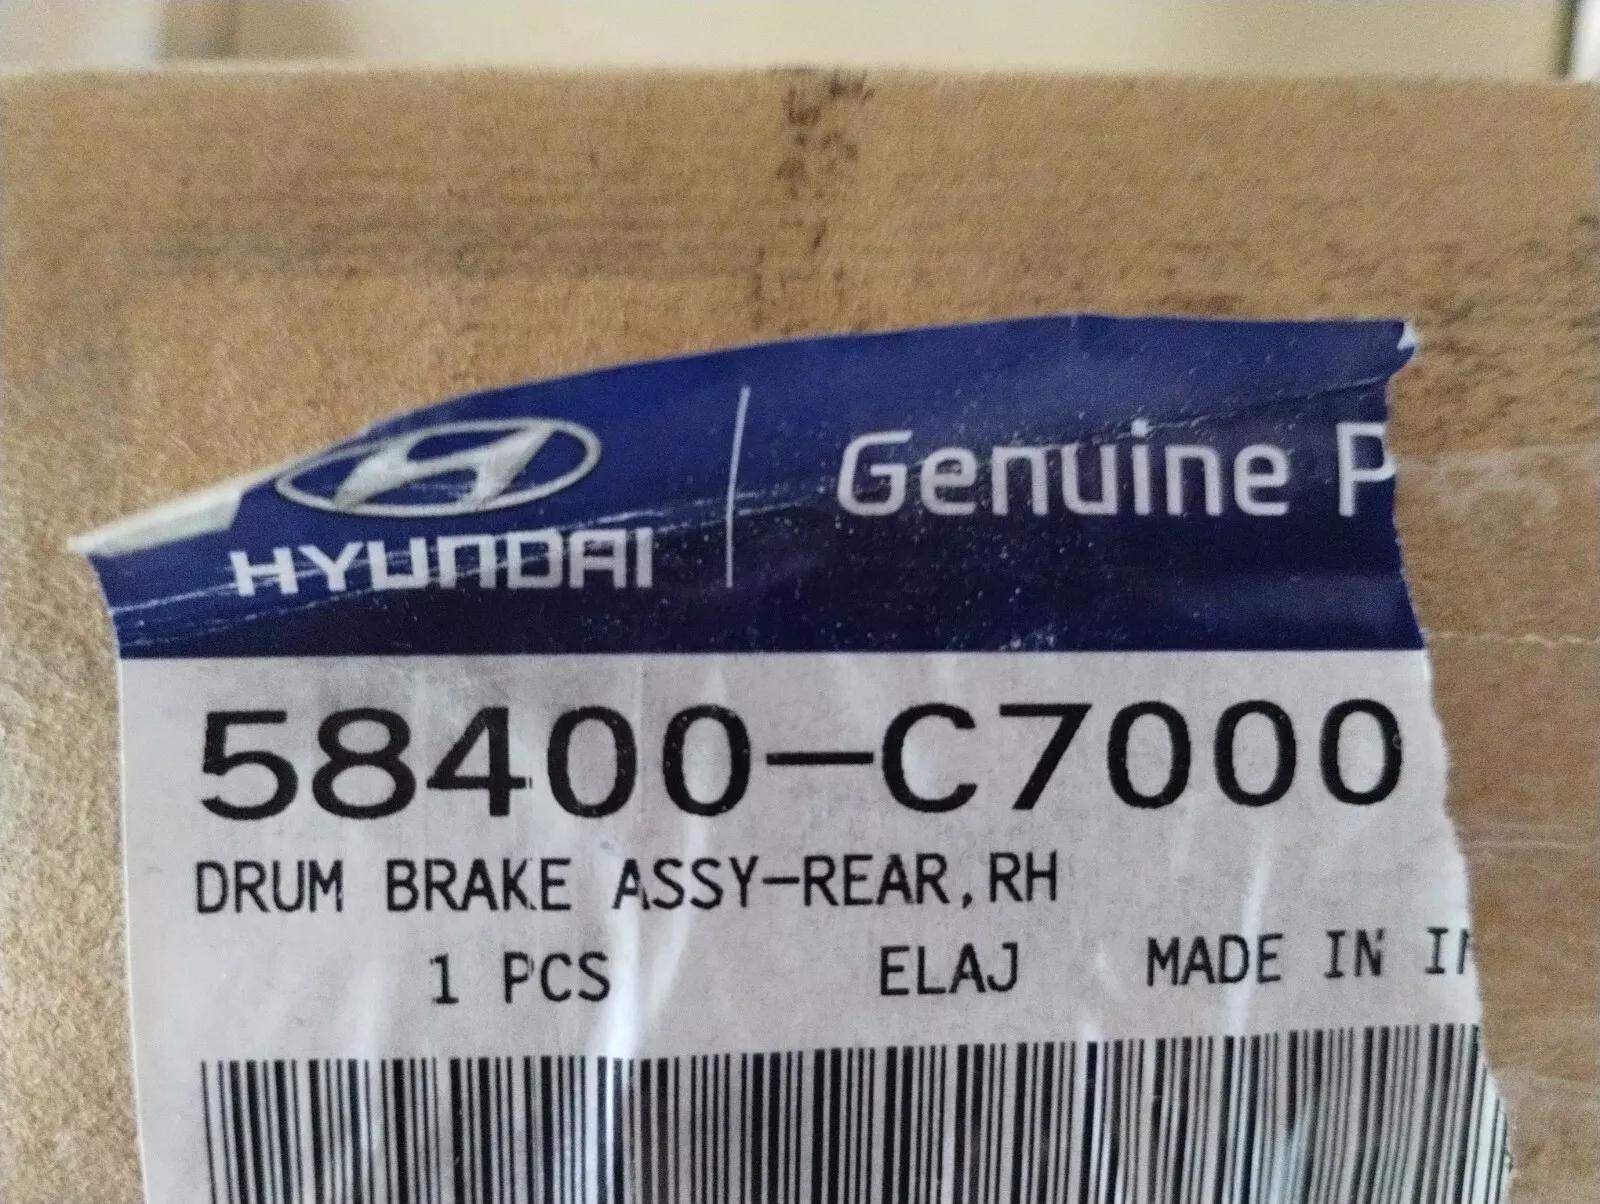 HYUNDAI
Genuine P
58400-C7000
DRUM BRAKE ASSY-REAR,RH
1 PCS ELAJ MADE IN